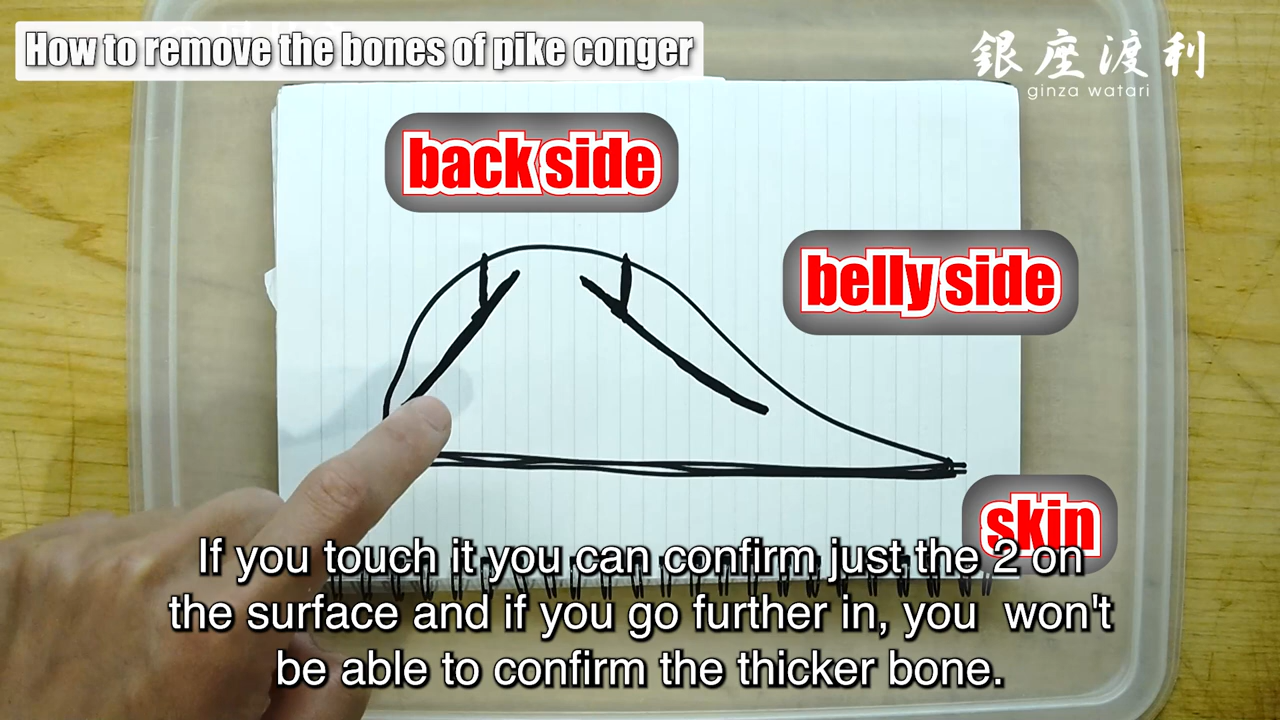 How to remove the bones of pike conger
銀座渡利
ginza watari
back side
belly side
skin
If you touch it you can confirm just the 2 on
the surface and if you go further in, you won't
be able to confirm the thicker bone.